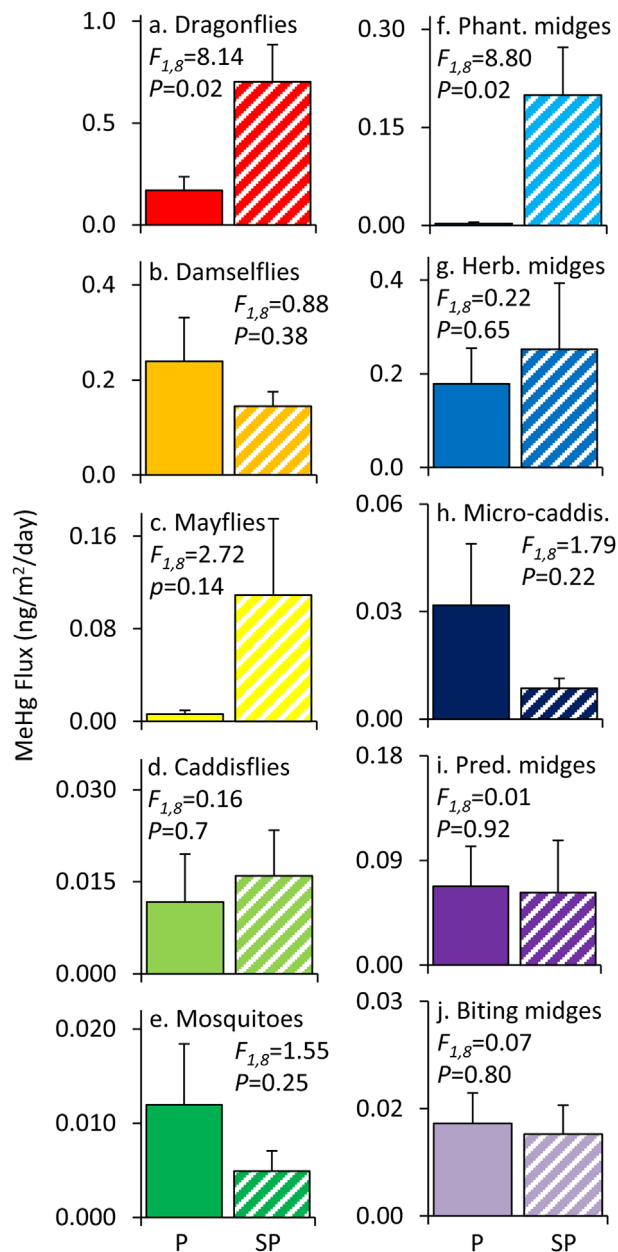 MeHg Flux (ng/m²/day)
a. Dragonflies
F1,8=8.14
P=0.02
1.0
0.5
0.0
b. Damselflies
F1,8=0.88
P=0.38
0.4
0.2
0.0
c. Mayflies
F1,8=2.72
p=0.14
0.16
0.08
0.00
d. Caddisflies
F1,8=0.16
P=0.7
0.030
0.015
0.000
e. Mosquitoes
F1,8=1.55
P=0.25
0.020
0.010
0.000
P SP
f. Phant. midges
F1,8=8.80
P=0.02
0.30
0.15
0.00
g. Herb. midges
F1,8=0.22
P=0.65
0.4
0.2
0.0
h. Micro-caddis.
F1,8=1.79
P=0.22
0.06
0.03
0.00
i. Pred. midges
F1,8=0.01
P=0.92
0.18
0.09
0.00
j. Biting midges
F1,8=0.07
P=0.80
0.03
0.02
0.00
P SP